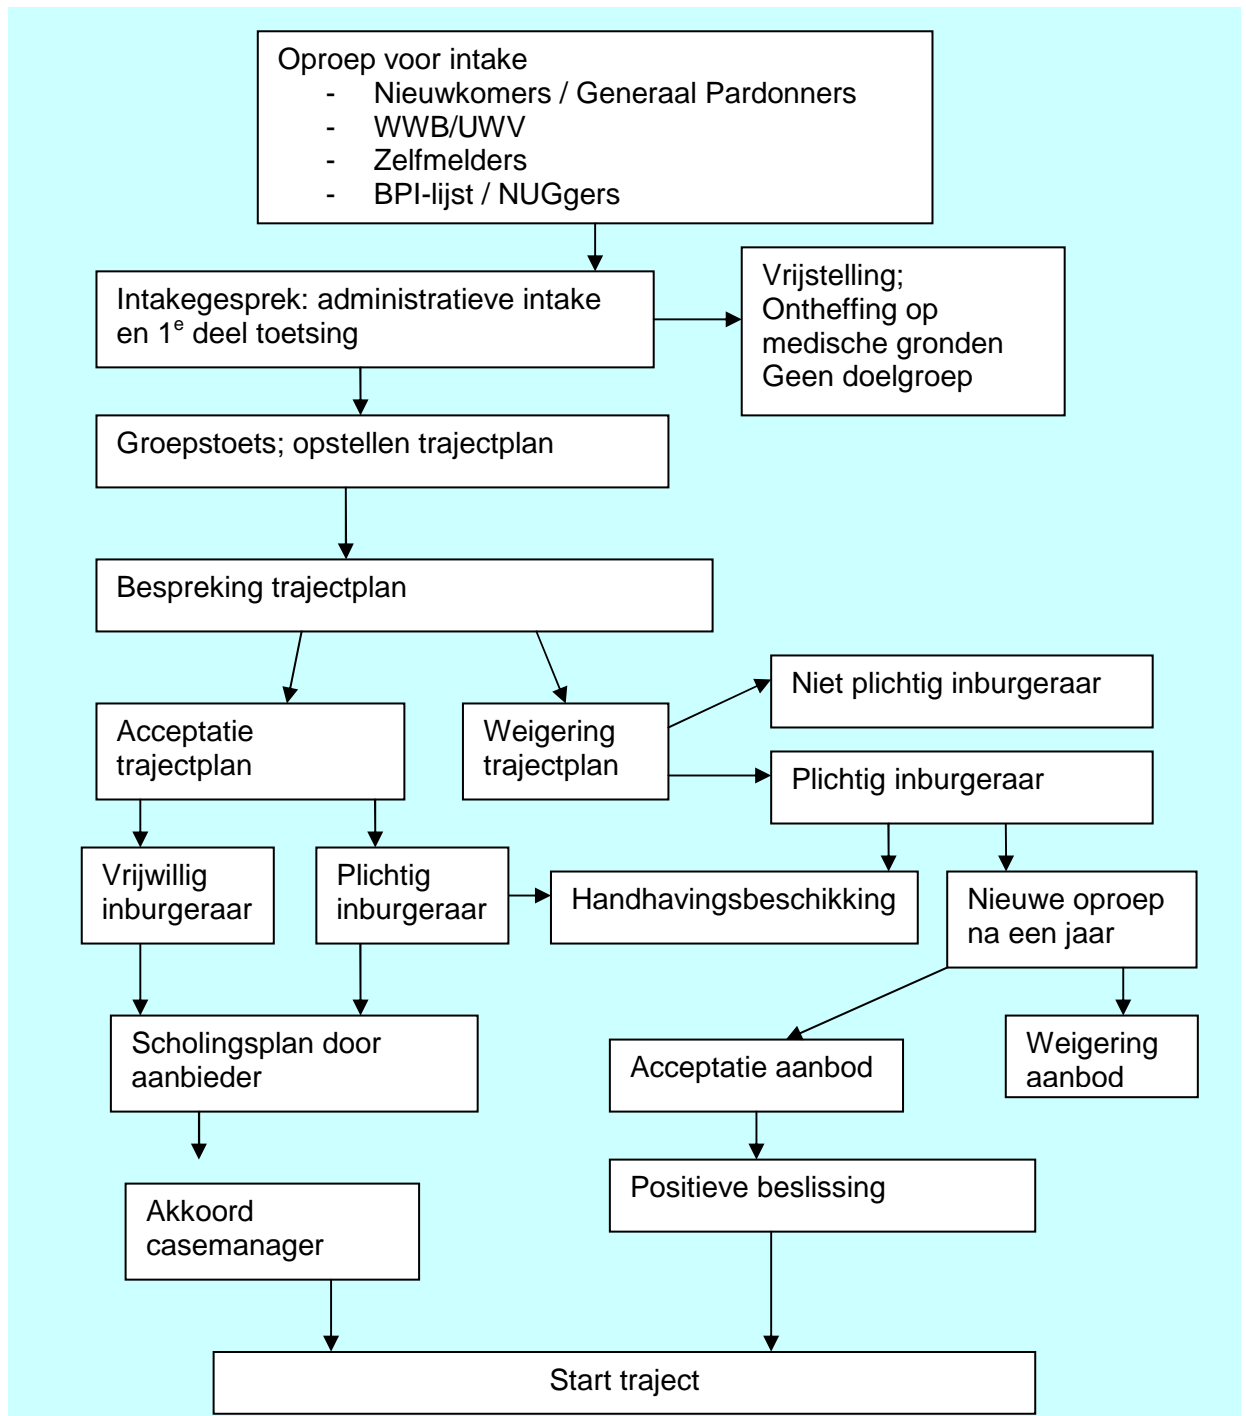 Oproep voor intake
- Nieuwkomers / Generaal Pardonners
- WWB/UWV
- Zelfmelders
- BPI-lijst / NUGgers
Intakegesprek: administratieve intake
en 1e deel toetsing
Vrijstelling;
Ontheffing op
medische gronden
Geen doelgroep
Groepstoets; opstellen trajectplan
Bespreking trajectplan
Acceptatie
trajectplan
Weigering
trajectplan
Niet plichtig inburgeraar
Plichtig inburgeraar
Vrijwillig
inburgeraar
Plichtig
inburgeraar
Handhavingsbeschikking
Nieuwe oproep
na een jaar
Scholingsplan door
aanbieder
Acceptatie aanbod
Weigering
aanbod
Akkoord
casemanager
Positieve beslissing
Start traject